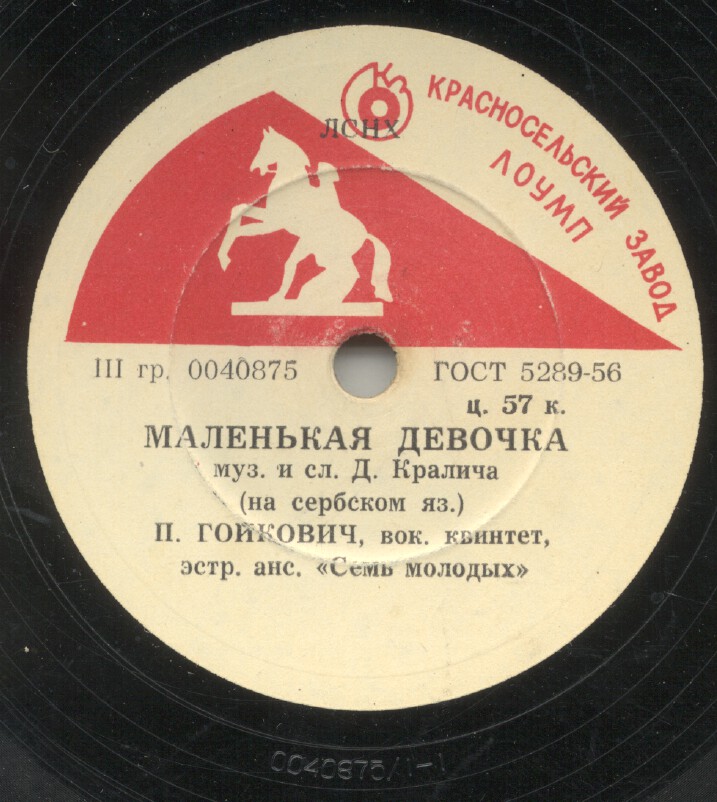 КЗ
ЛСНХ
КРАСНОСЕЛЬСКИЙ ЗАВОД
ЛОУМП
III гр. 0040875
ГОСТ 5289-56
ц. 57 к.
МАЛЕНЬКАЯ ДЕВОЧКА
муз. и сл. Д. Кралича
(на сербском яз.)
П. ГОЙКОВИЧ, вок. квинтет,
эстр. анс. «Семь молодых»
0040875/1-1